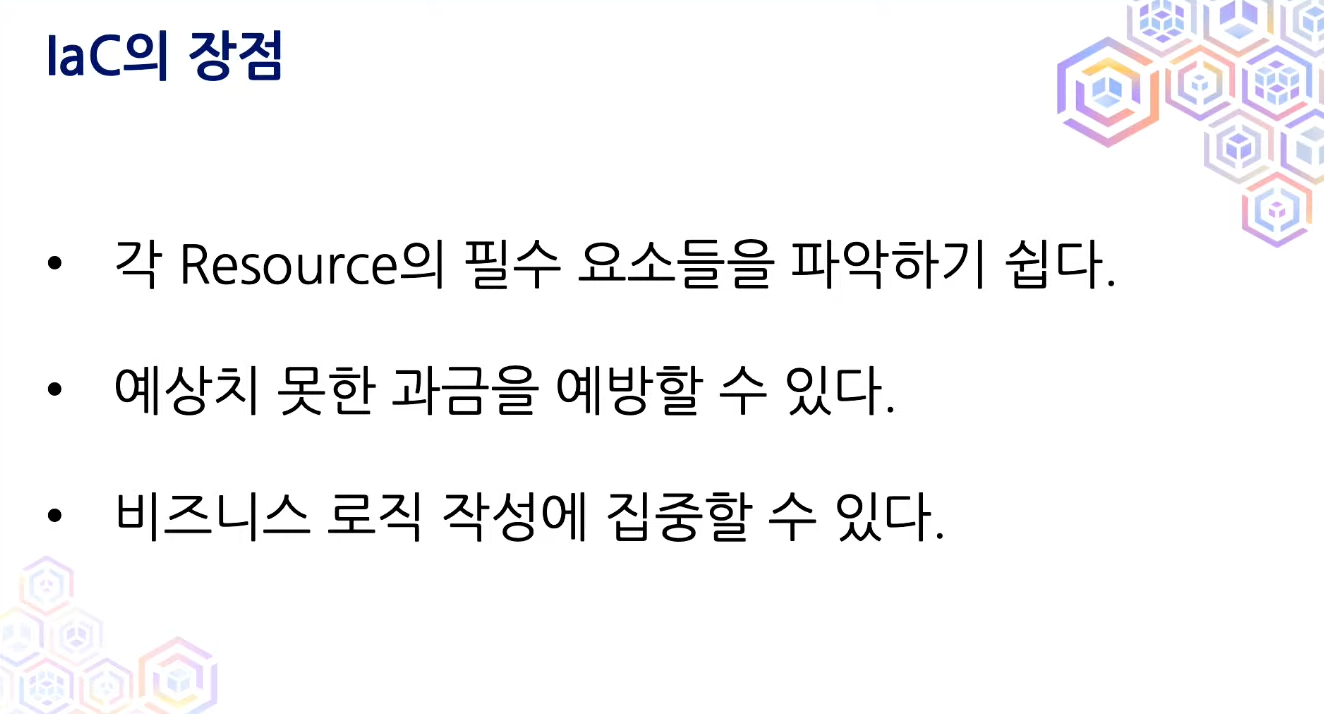 IaC의 장점
• 각 Resource의 필수 요소들을 파악하기 쉽다.
• 예상치 못한 과금을 예방할 수 있다.
• 비즈니스 로직 작성에 집중할 수 있다.